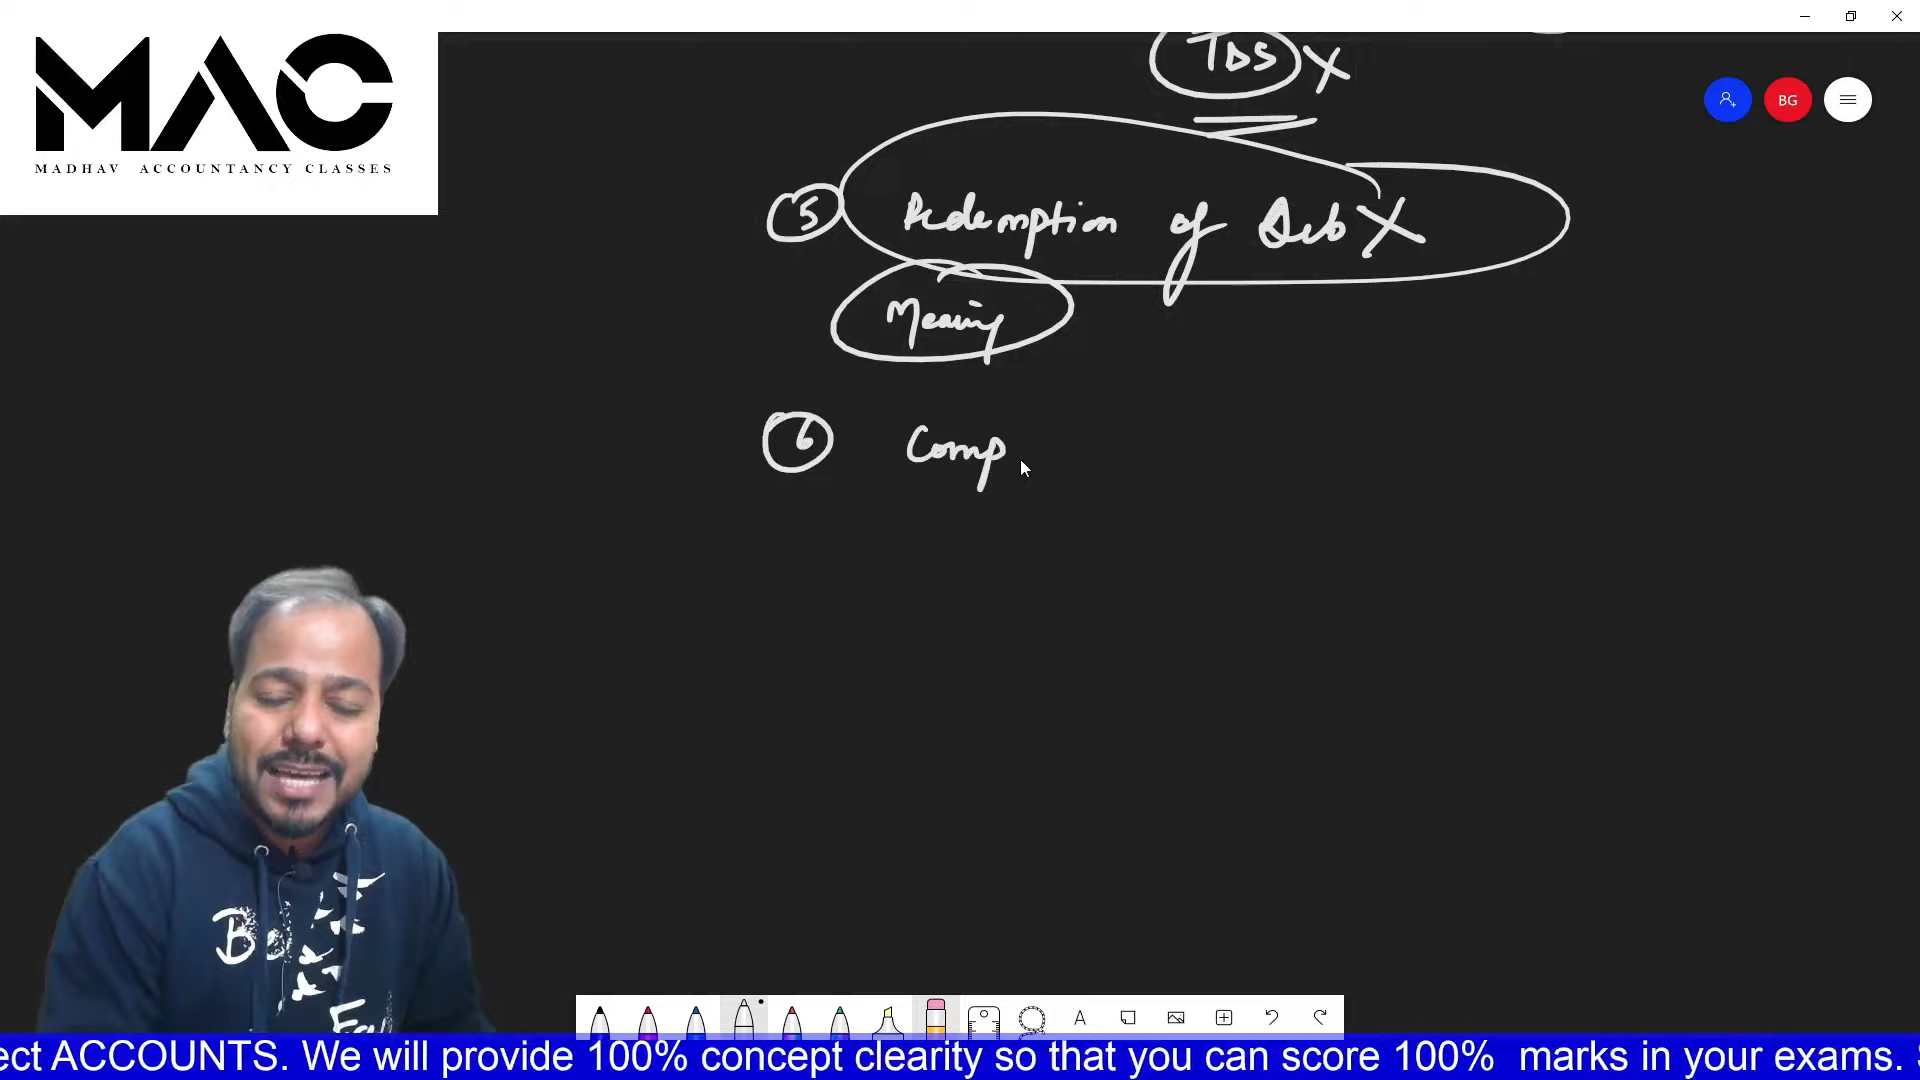 MAC
MADHAV ACCOUNTANCY CLASSES
TDS X
BG
5 Redemption of Deb X
Meaning
6 Comp
Be
A
ect ACCOUNTS. We will provide 100% concept clearity so that you can score 100% marks in your exams. S